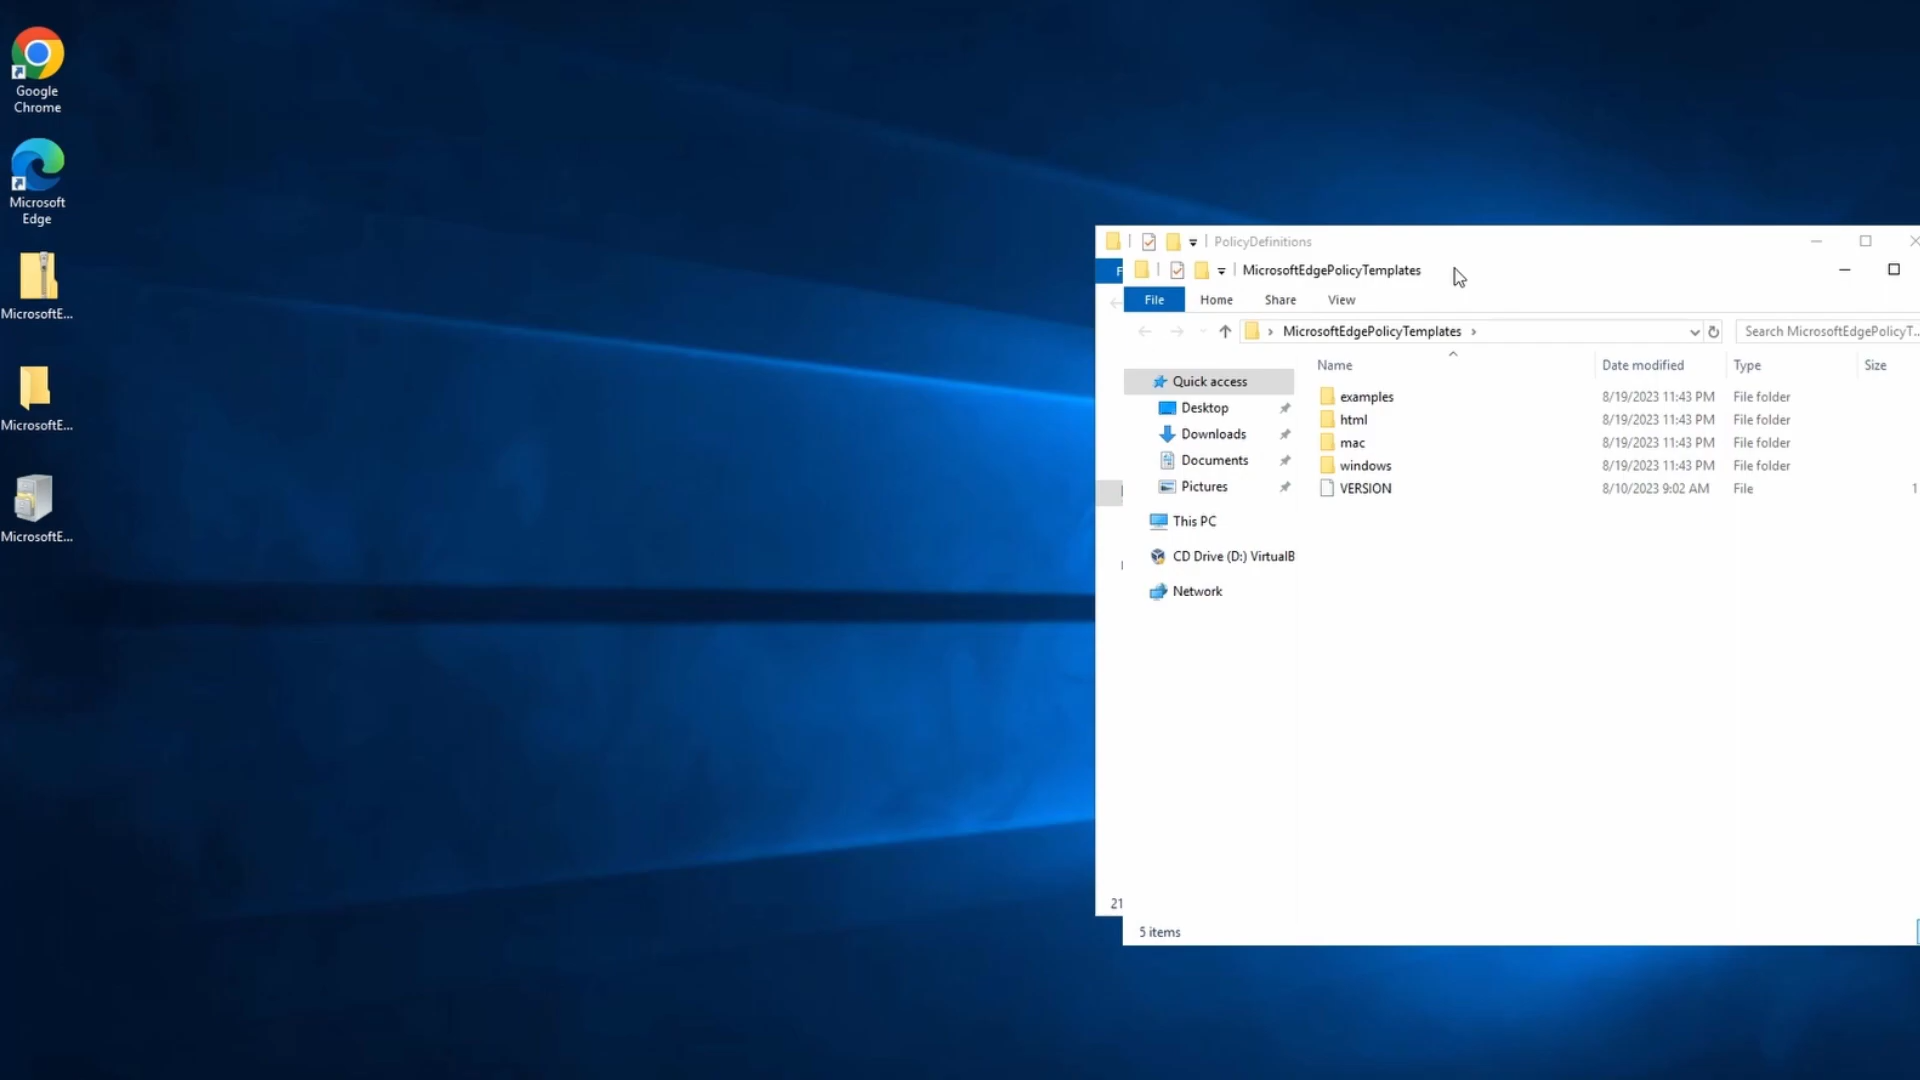 Google
Chrome
Microsoft
Edge
MicrosoftE...
MicrosoftE...
MicrosoftE...
PolicyDefinitions
F
MicrosoftEdgePolicyTemplates
File
Home
Share
View
MicrosoftEdgePolicyTemplates
Search MicrosoftEdgePolicyT...
Name
Date modified
Type
Size
Quick access
Desktop
Downloads
Documents
Pictures
This PC
CD Drive (D:) VirtualB
Network
examples 8/19/2023 11:43 PM File folder
html 8/19/2023 11:43 PM File folder
mac 8/19/2023 11:43 PM File folder
windows 8/19/2023 11:43 PM File folder
VERSION 8/10/2023 9:02 AM File 1
21
5 items